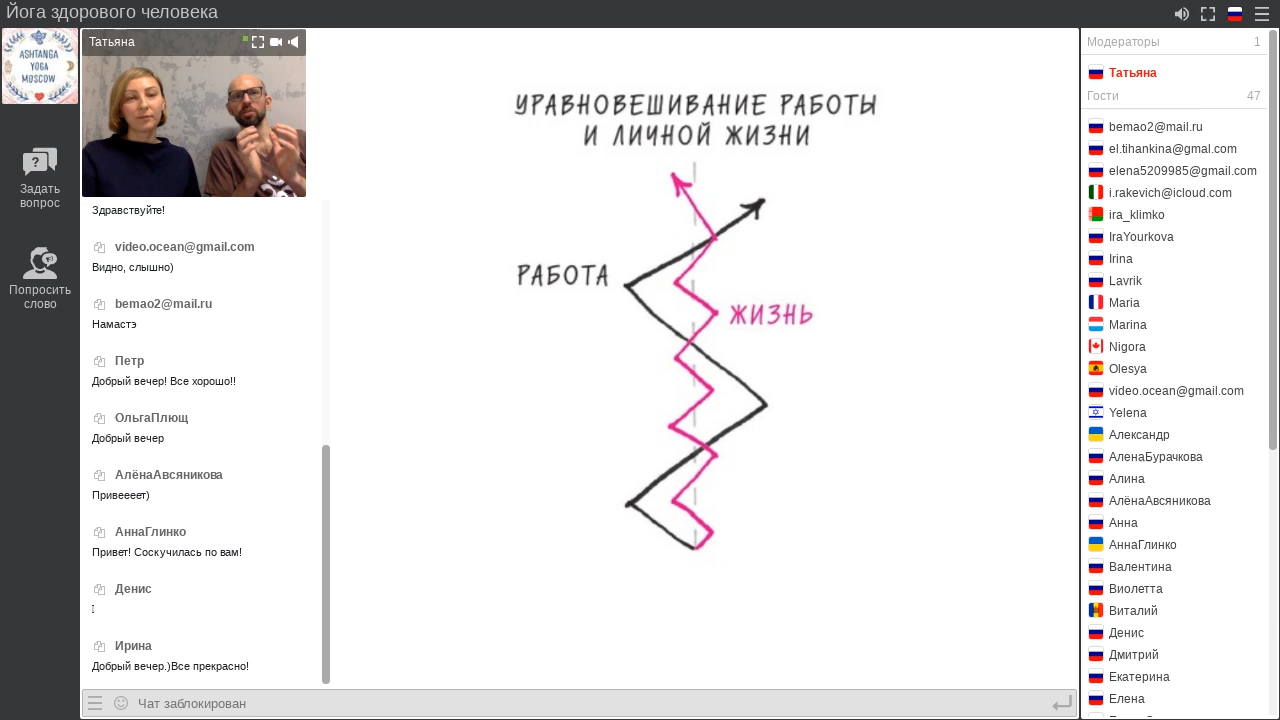 Йога здорового человека
ASHTANGA
YOGA
MOSCOW
Задать
вопрос
Попросить
слово
Татьяна
Здравствуйте!
video.ocean@gmail.com
Видно, слышно)
bemao2@mail.ru
Намастэ
Петр
Добрый вечер! Все хорошо!!
ОльгаПлющ
Добрый вечер
АлёнаАвсяникова
Привеееет)
АннаГлинко
Привет! Соскучилась по вам!
Денис
Ирина
Добрый вечер.)Все прекрасно!
Чат заблокирован
УРАВНОВЕШИВАНИЕ РАБОТЫ
И ЛИЧНОЙ ЖИЗНИ
РАБОТА
ЖИЗНЬ
Модераторы 1
Татьяна
Гости 47
bemao2@mail.ru
el.tihankina@gmal.com
elena5209985@gmail.com
i.rakevich@icloud.com
ira_klimko
IraYourkova
Irina
Lavrik
Maria
Marina
Nigora
Olesya
video.ocean@gmail.com
Yelena
Александр
АленаБурачкова
Алина
АлёнаАвсяникова
Анна
АннаГлинко
Валентина
Виолетта
Виталий
Денис
Дмитрий
Екатерина
Елена